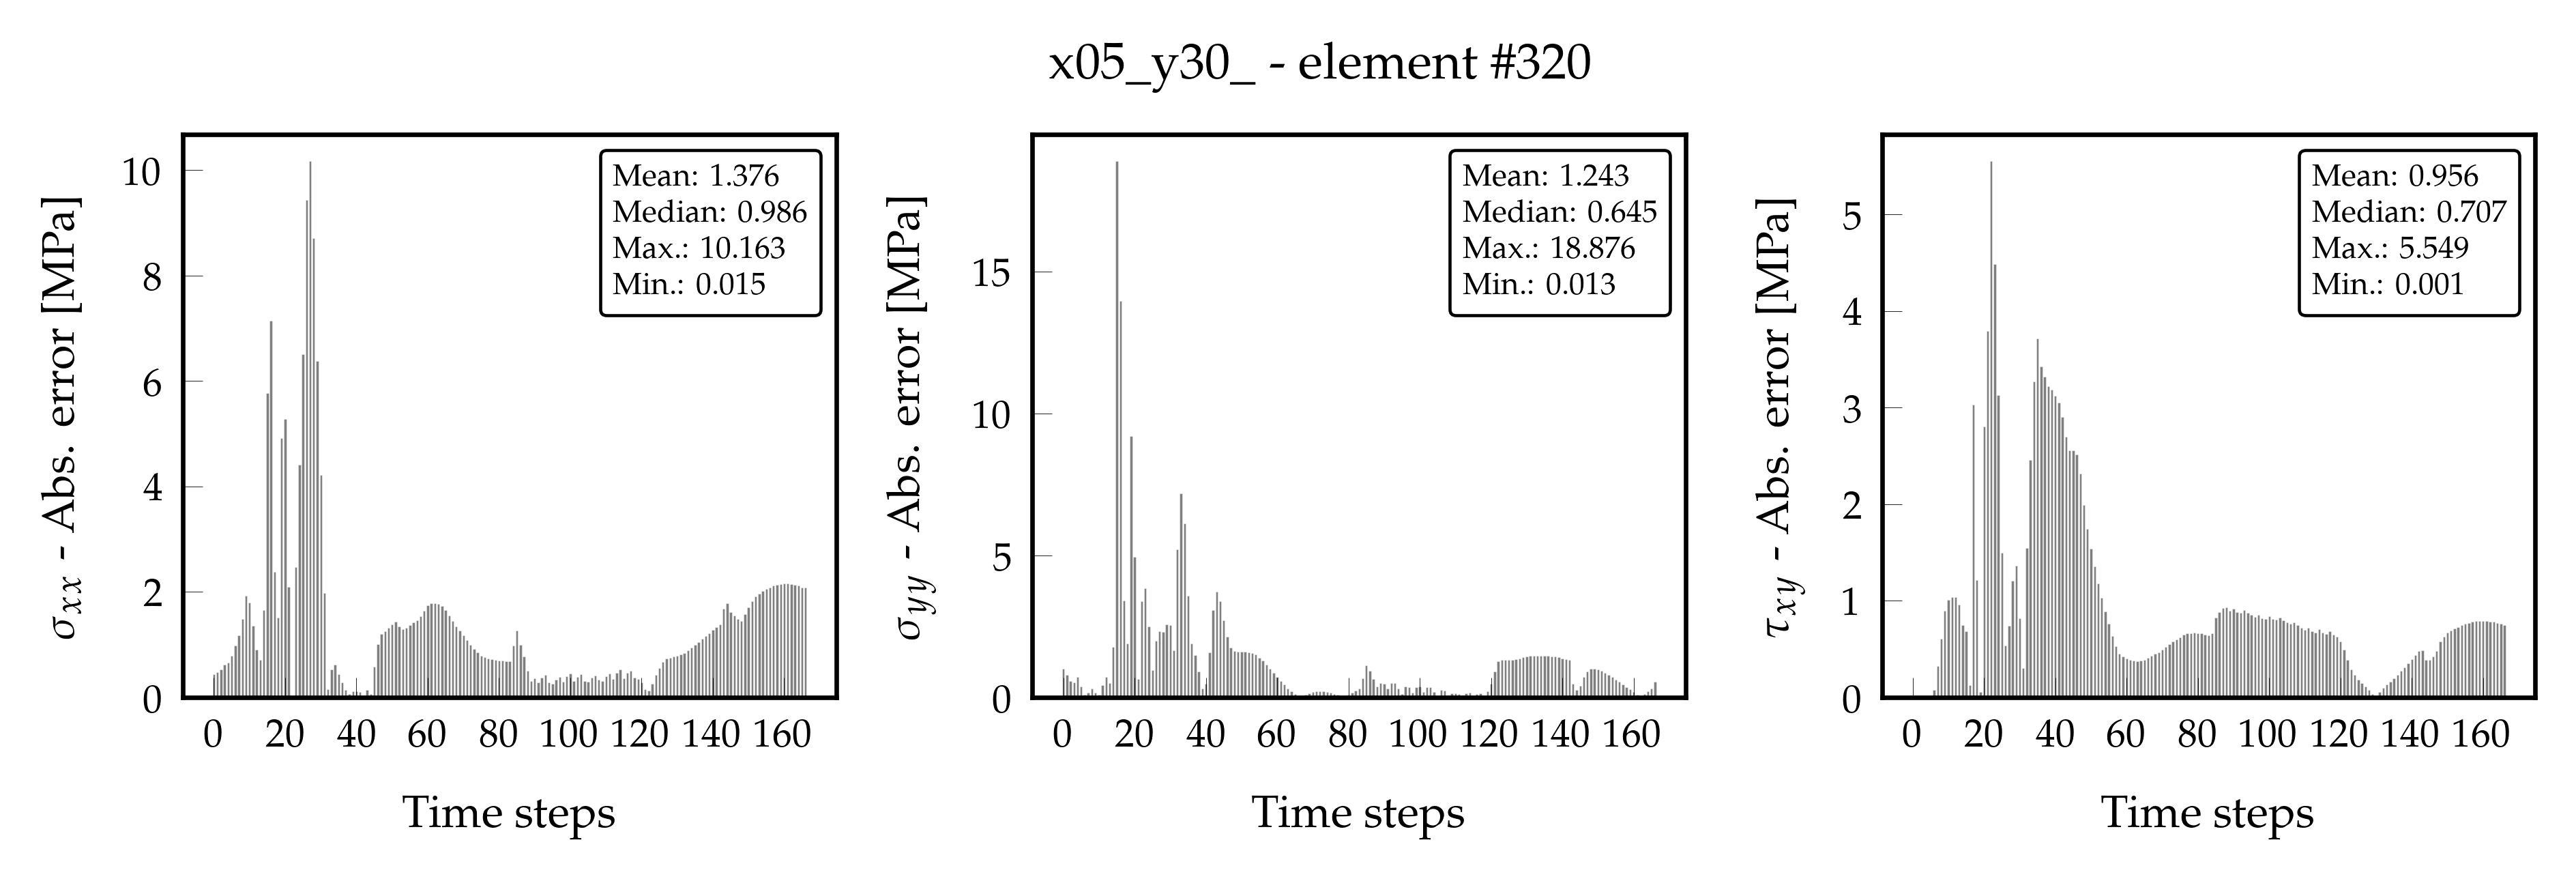 x05_y30_ - element #320
σxx - Abs. error [MPa]
10
8
6
4
2
0
Mean: 1.376
Median: 0.986
Max.: 10.163
Min.: 0.015
0 20 40 60 80 100 120 140 160
Time steps
σyy - Abs. error [MPa]
15
10
5
0
Mean: 1.243
Median: 0.645
Max.: 18.876
Min.: 0.013
0 20 40 60 80 100 120 140 160
Time steps
τxy - Abs. error [MPa]
5
4
3
2
1
0
Mean: 0.956
Median: 0.707
Max.: 5.549
Min.: 0.001
0 20 40 60 80 100 120 140 160
Time steps